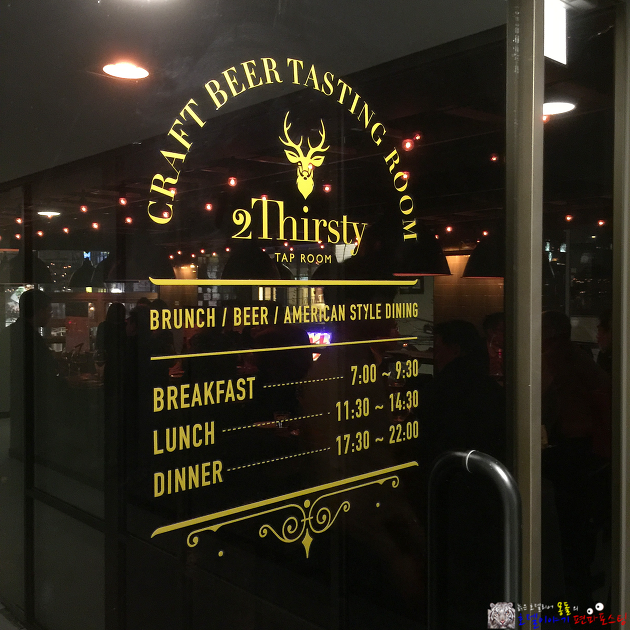 CRAFT BEER TASTING ROOM
2Thirsty
TAP ROOM
BRUNCH / BEER / AMERICAN STYLE DINING
BREAKFAST 7:00 ~ 9:30
LUNCH 11:30 ~ 14:30
DINNER 17:30 ~ 22:00